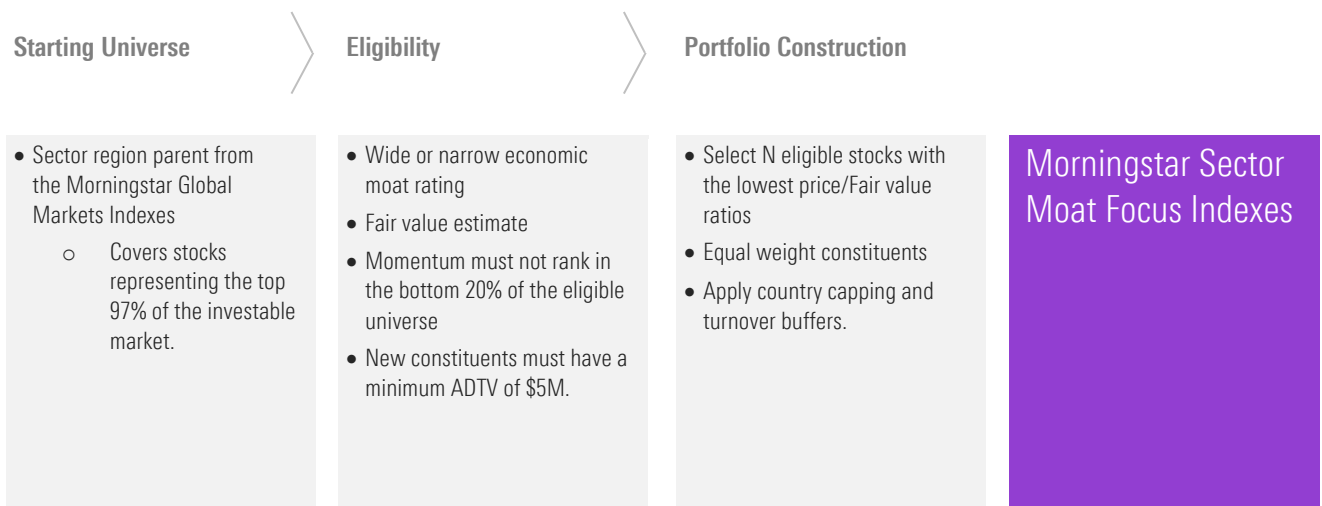 Starting Universe
Eligibility
Portfolio Construction
• Sector region parent from
the Morningstar Global
Markets Indexes
o Covers stocks
representing the top
97% of the investable
market.
• Wide or narrow economic
moat rating
• Fair value estimate
• Momentum must not rank in
the bottom 20% of the eligible
universe
• New constituents must have a
minimum ADTV of $5M.
• Select N eligible stocks with
the lowest price/Fair value
ratios
• Equal weight constituents
• Apply country capping and
turnover buffers.
Morningstar Sector
Moat Focus Indexes